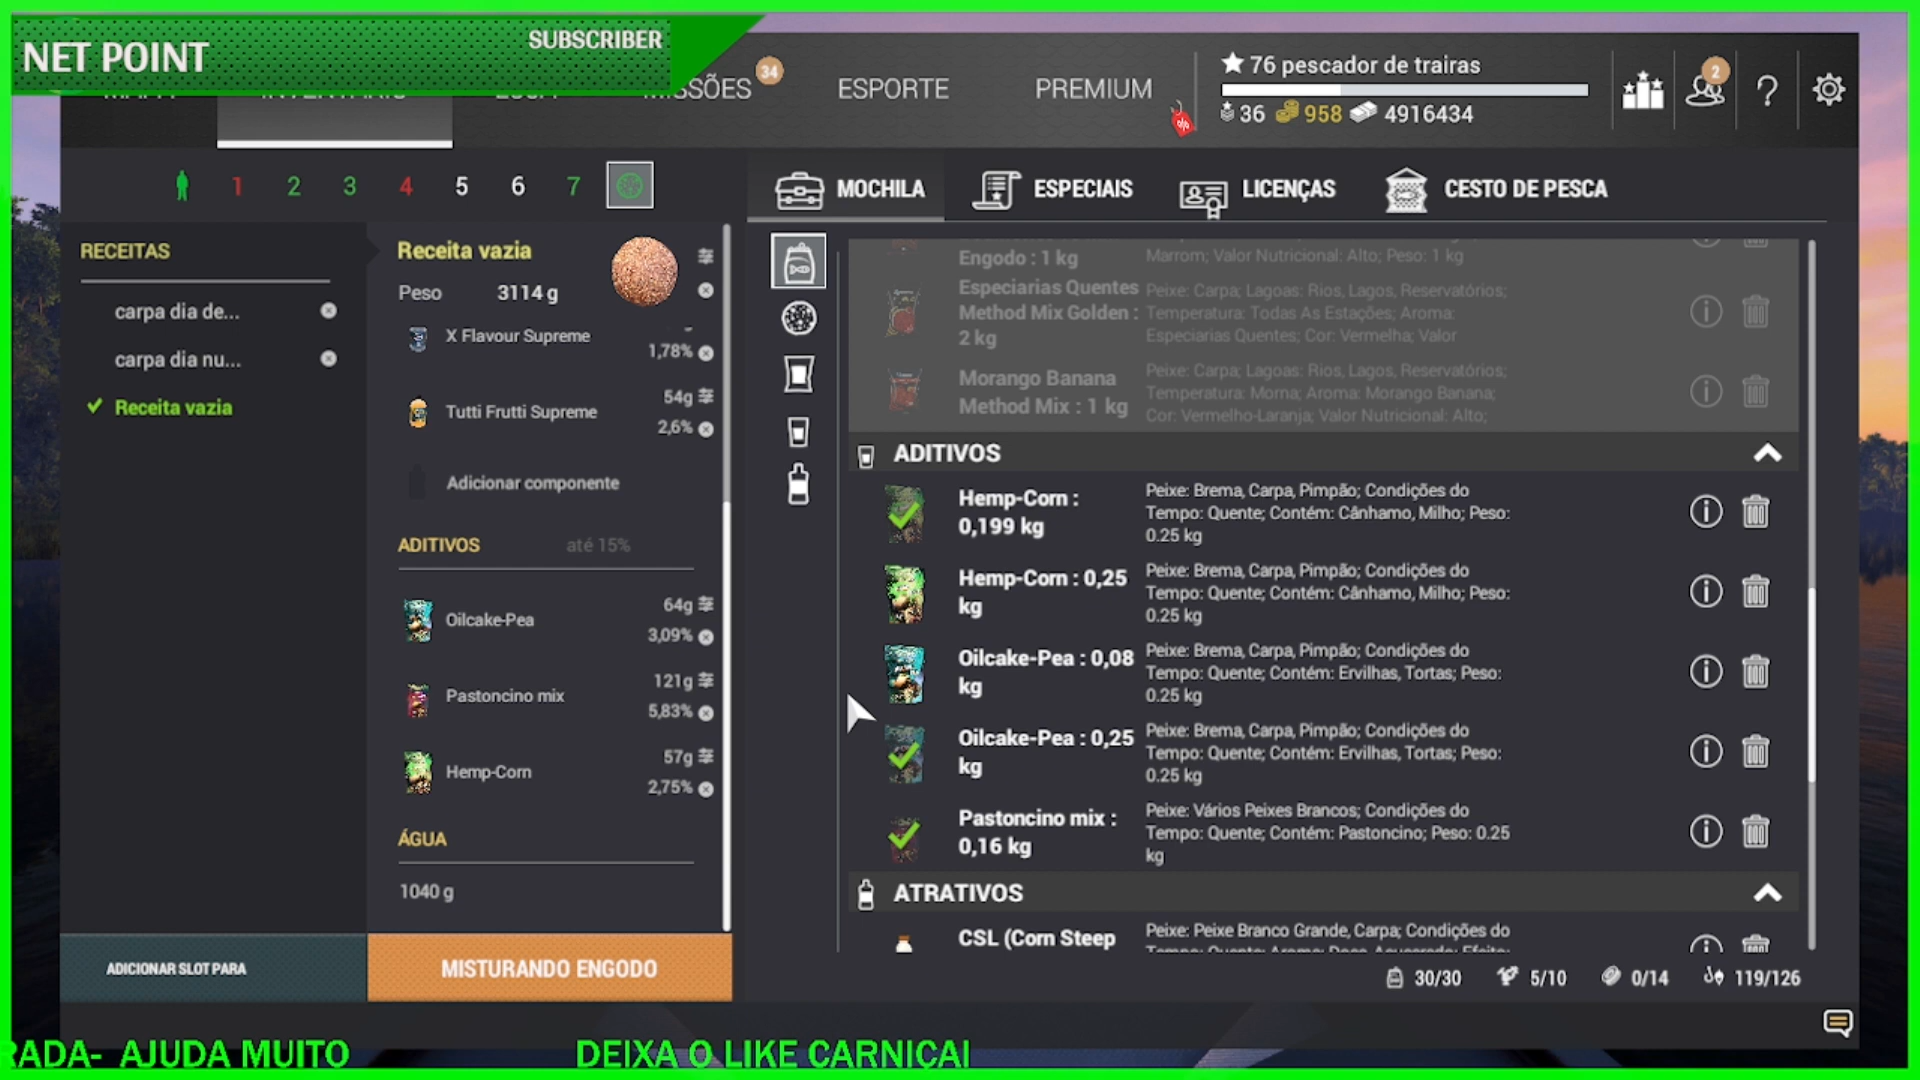 NET POINT
SUBSCRIBER
MISSÕES
34
ESPORTE
PREMIUM
76 pescador de trairas
36
958
4916434
2
1
2
3
4
5
6
7
MOCHILA
ESPECIAIS
LICENÇAS
CESTO DE PESCA
RECEITAS
carpa dia de...
carpa dia nu...
Receita vazia
Receita vazia
Peso 3114 g
X Flavour Supreme
1,78%
54g
Tutti Frutti Supreme
2,6%
Adicionar componente
ADITIVOS até 15%
64g
Oilcake-Pea
3,09%
121g
Pastoncino mix
5,83%
57g
Hemp-Corn
2,75%
ÁGUA
1040 g
ADICIONAR SLOT PARA
MISTURANDO ENGODO
Engodo : 1 kg
Marrom; Valor Nutricional: Alto; Peso: 1 kg
Especiarias Quentes
Method Mix Golden :
2 kg
Peixe: Carpa; Lagoas: Rios, Lagos, Reservatórios;
Temperatura: Todas As Estações; Aroma:
Especiarias Quentes; Cor: Vermelha; Valor
Morango Banana
Method Mix : 1 kg
Peixe: Carpa; Lagoas: Rios, Lagos, Reservatórios;
Temperatura: Morna; Aroma: Morango Banana;
Cor: Vermelho-Laranja; Valor Nutricional: Alto;
ADITIVOS
Hemp-Corn :
0,199 kg
Peixe: Brema, Carpa, Pimpão; Condições do
Tempo: Quente; Contém: Cânhamo, Milho; Peso:
0.25 kg
Hemp-Corn : 0,25
kg
Peixe: Brema, Carpa, Pimpão; Condições do
Tempo: Quente; Contém: Cânhamo, Milho; Peso:
0.25 kg
Oilcake-Pea : 0,08
kg
Peixe: Brema, Carpa, Pimpão; Condições do
Tempo: Quente; Contém: Ervilhas, Tortas; Peso:
0.25 kg
Oilcake-Pea : 0,25
kg
Peixe: Brema, Carpa, Pimpão; Condições do
Tempo: Quente; Contém: Ervilhas, Tortas; Peso:
0.25 kg
Pastoncino mix :
0,16 kg
Peixe: Vários Peixes Brancos; Condições do
Tempo: Quente; Contém: Pastoncino; Peso: 0.25
kg
ATRATIVOS
CSL (Corn Steep
Peixe: Peixe Branco Grande, Carpa; Condições do
30/30
5/10
0/14
119/126
RADA- AJUDA MUITO
DEIXA O LIKE CARNIÇA!